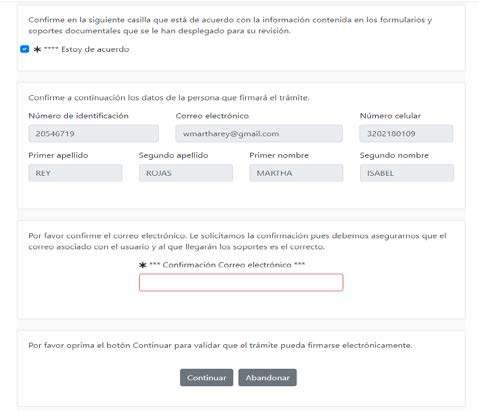 Confirme en la siguiente casilla que está de acuerdo con la información contenida en los formularios y
soportes documentales que se le han desplegado para su revisión.
* **** Estoy de acuerdo
Confirme a continuación los datos de la persona que firmará el trámite.
Número de identificación Correo electrónico Número celular
20546719 wmartharey@gmail.com 3202180109
Primer apellido Segundo apellido Primer nombre Segundo nombre
REY ROJAS MARTHA ISABEL
Por favor confirme el correo electrónico. Le solicitamos la confirmación pues debemos asegurarnos que el
correo asociado con el usuario y al que llegarán los soportes es el correcto.
* *** Confirmación Correo electrónico ***
Por favor oprima el botón Continuar para validar que el trámite pueda firmarse electrónicamente.
Continuar Abandonar